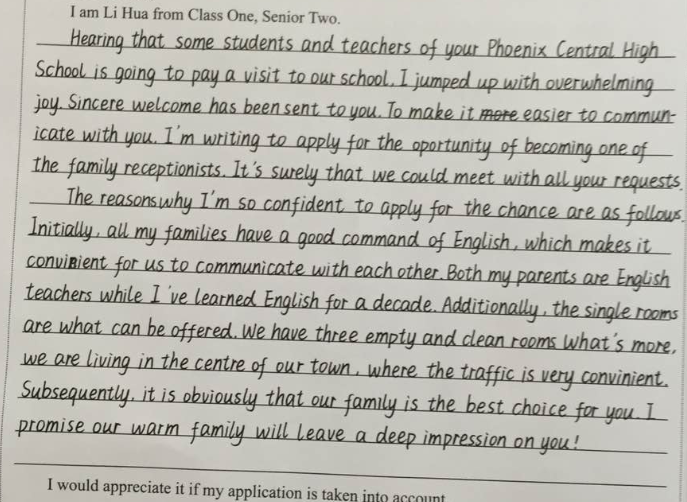 I am Li Hua from Class One, Senior Two.
Hearing that some students and teachers of your Phoenix Central High
School is going to pay a visit to our school, I jumped up with overwhelming
joy. Sincere welcome has been sent to you. To make it more easier to commun-
icate with you, I'm writing to apply for the oportunity of becoming one of
the family receptionists. It's surely that we could meet with all your requests.
The reasons why I'm so confident to apply for the chance are as follows.
Initially, all my families have a good command of English, which makes it
convinient for us to communicate with each other. Both my parents are English
teachers while I've learned English for a decade. Additionally, the single rooms
are what can be offered. We have three empty and clean rooms. What's more,
we are living in the centre of our town, where the traffic is very convinient.
Subsequently, it is obviously that our family is the best choice for you. I
promise our warm family will leave a deep impression on you!
I would appreciate it if my application is taken into account